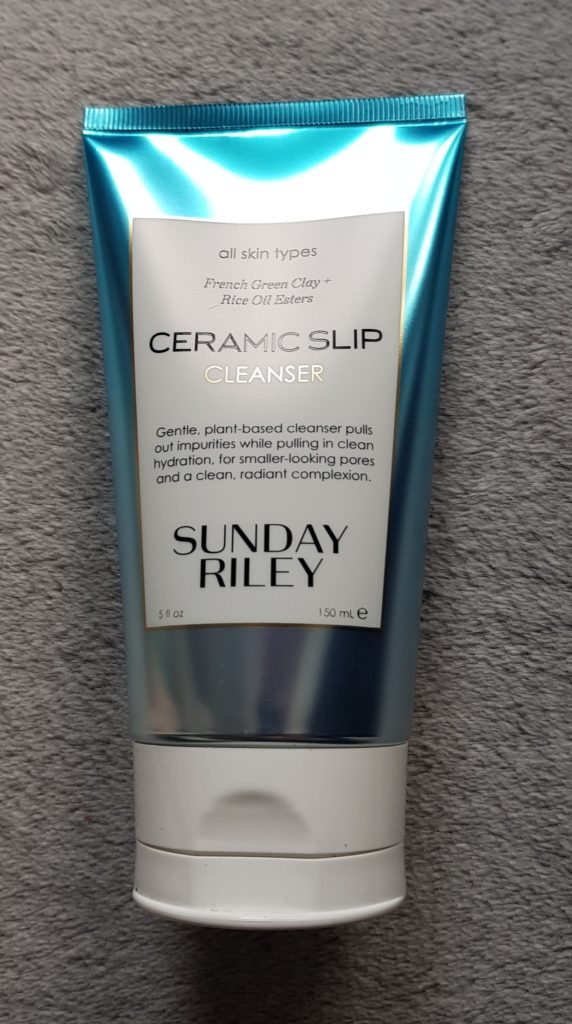 all skin types
French Green Clay +
Rice Oil Esters
CERAMIC SLIP
CLEANSER
Gentle, plant-based cleanser pulls
out impurities while pulling in clean
hydration, for smaller-looking pores
and a clean, radiant complexion.
SUNDAY
RILEY
5 fl oz 150 mL ℮